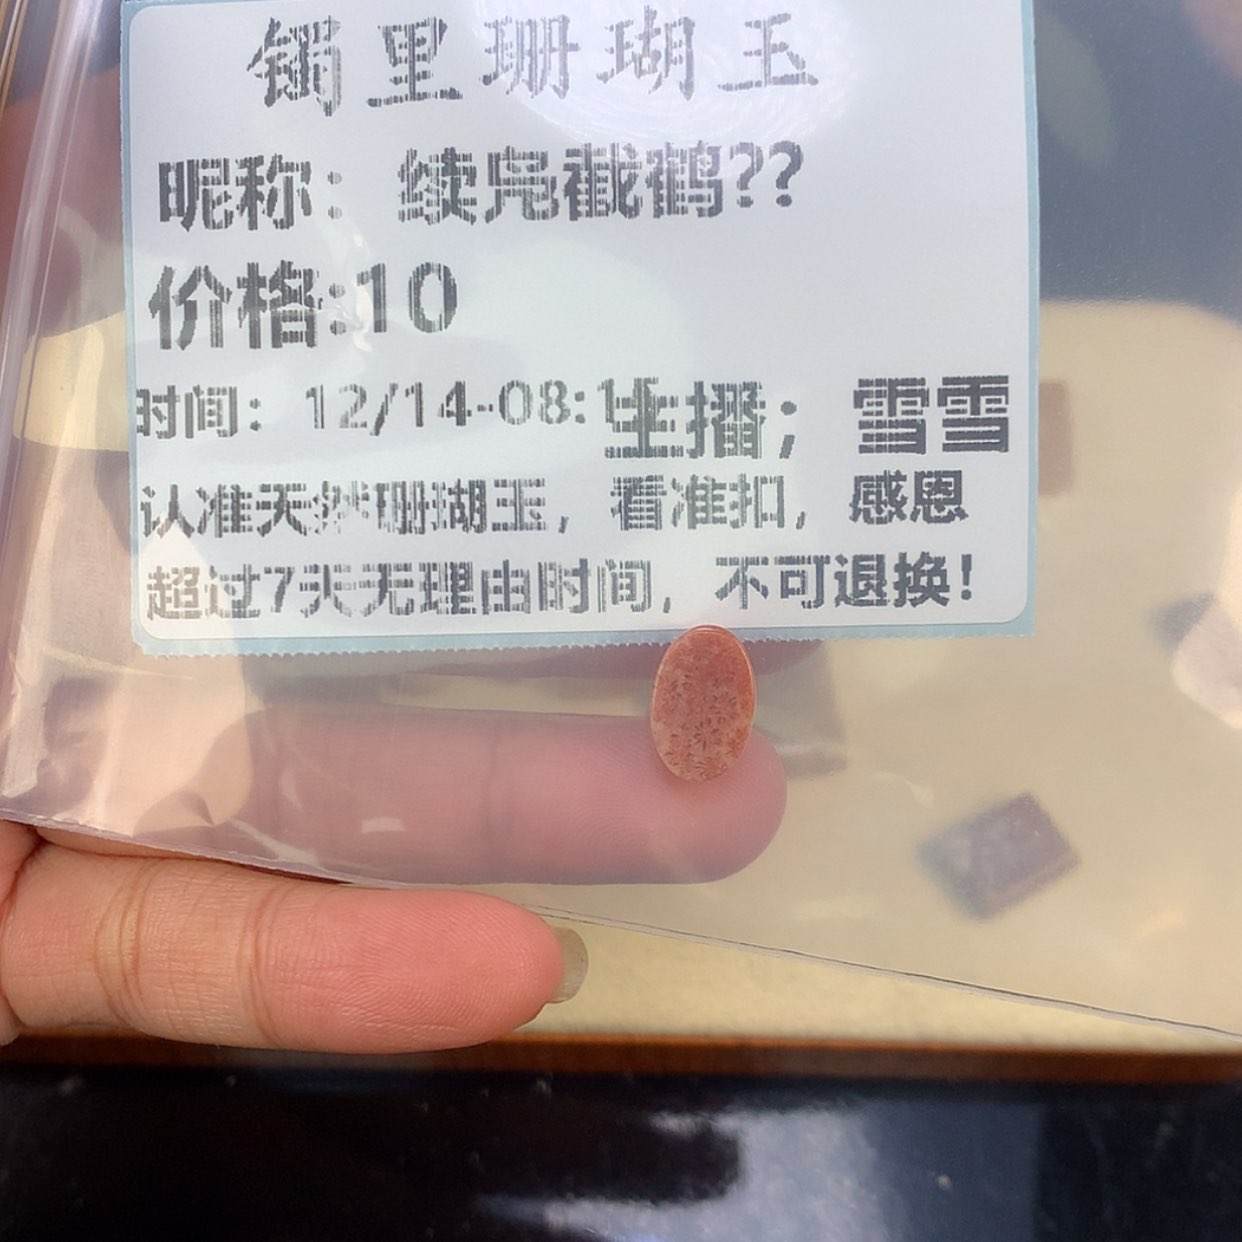 镯里珊瑚玉
昵称：续凫截鹤??
价格:10
时间：12/14-08:1
主播；雪雪
认准天然珊瑚玉，看准扣，感恩
超过7天无理由时间，不可退换!